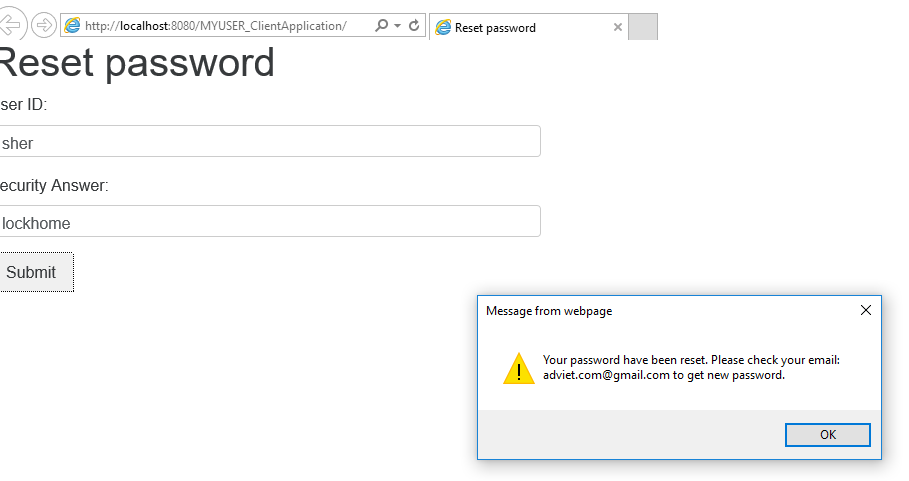 http://localhost:8080/MYUSER_ClientApplication/
Reset password
Reset password
ser ID:
sher
ecurity Answer:
lockhome
Submit
Message from webpage
Your password have been reset. Please check your email:
adviet.com@gmail.com to get new password.
OK